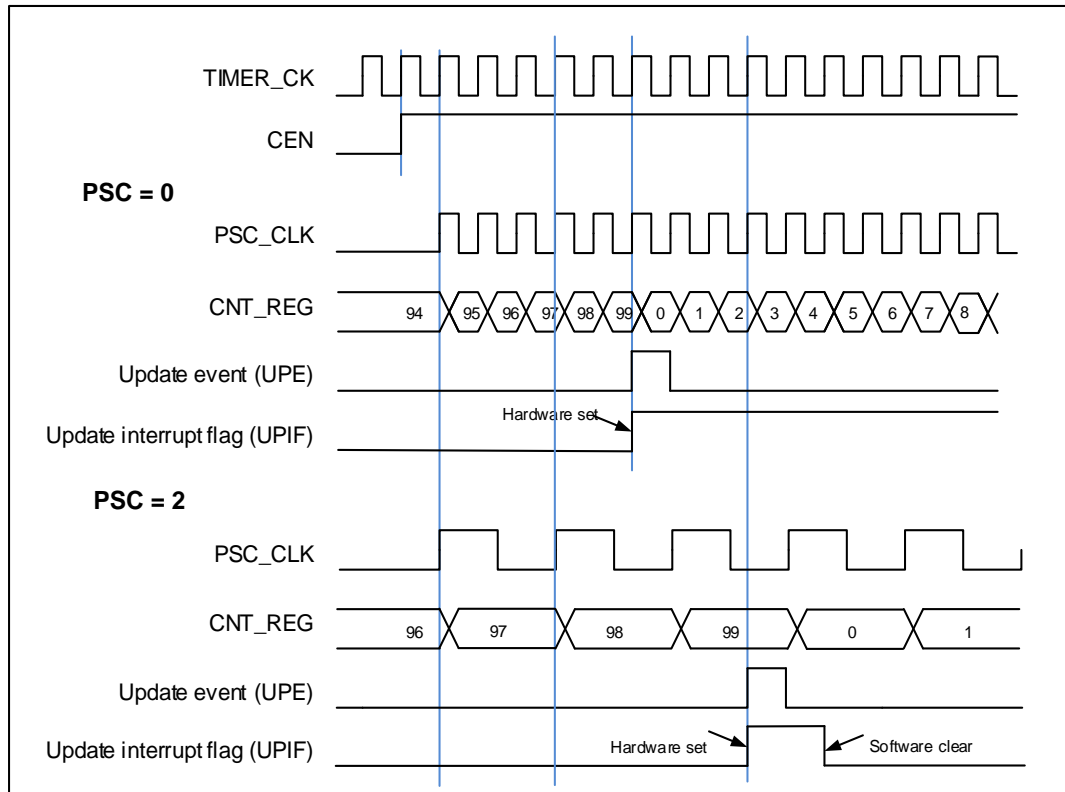 TIMER_CK
CEN
PSC = 0
PSC_CLK
CNT_REG 94 95 96 97 98 99 0 1 2 3 4 5 6 7 8
Update event (UPE)
Hardware set
Update interrupt flag (UPIF)
PSC = 2
PSC_CLK
CNT_REG 96 97 98 99 0 1
Update event (UPE)
Update interrupt flag (UPIF) Hardware set Software clear